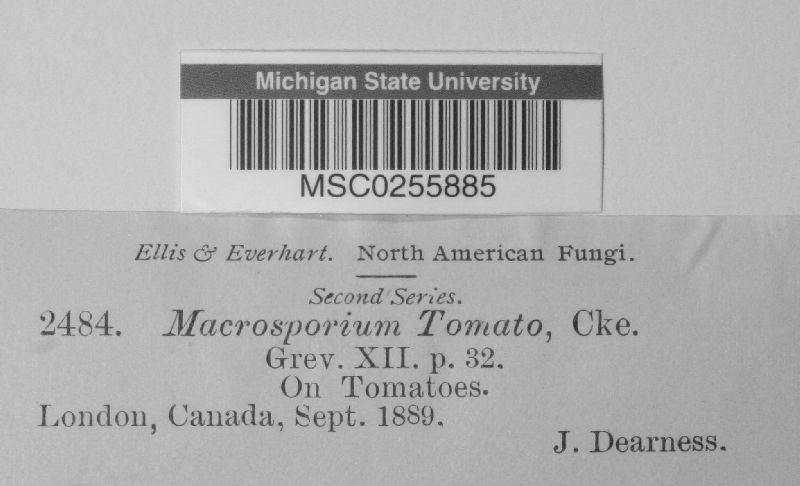 Michigan State University
MSC0255885
Ellis & Everhart. North American Fungi.
Second Series.
2484. Macrosporium Tomato, Cke.
Grev. XII. p. 32.
On Tomatoes.
London, Canada, Sept. 1889.
J. Dearness.